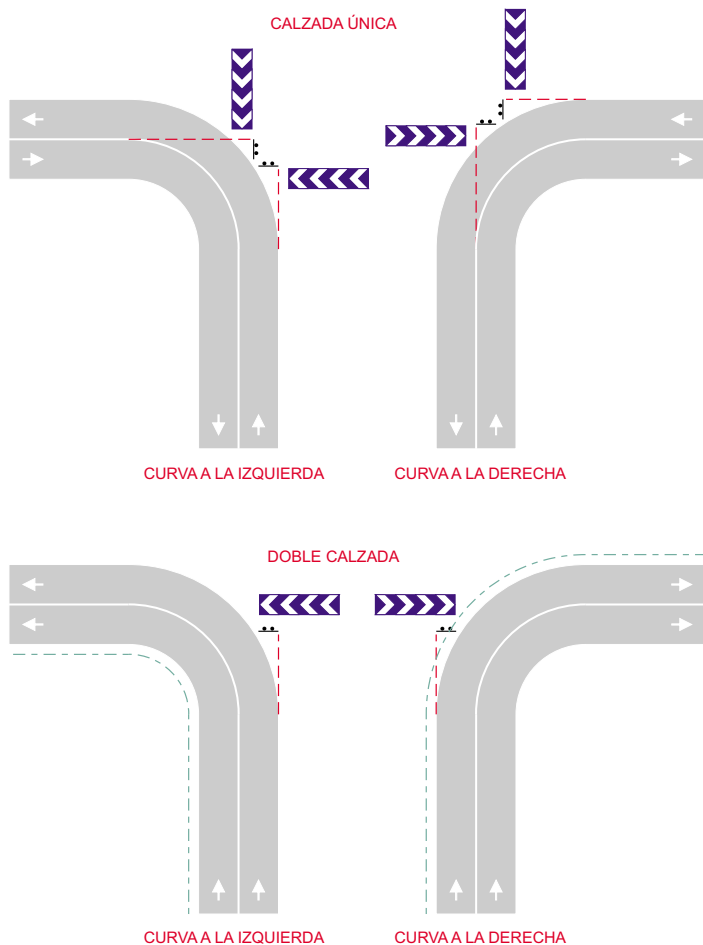 CALZADA ÚNICA
CURVA A LA IZQUIERDA
CURVA A LA DERECHA
DOBLE CALZADA
CURVA A LA IZQUIERDA
CURVA A LA DERECHA